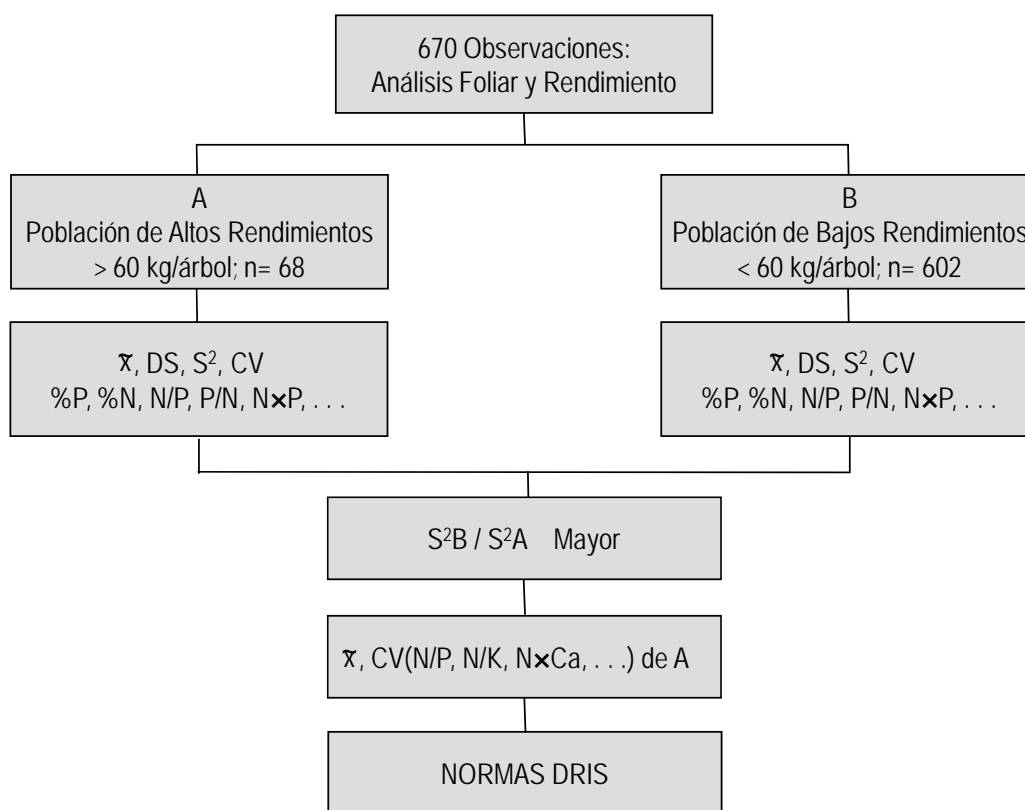 670 Observaciones:
Análisis Foliar y Rendimiento
A
Población de Altos Rendimientos
> 60 kg/árbol; n= 68
B
Población de Bajos Rendimientos
< 60 kg/árbol; n= 602
x̄, DS, S², CV
%P, %N, N/P, P/N, N×P, . . .
x̄, DS, S², CV
%P, %N, N/P, P/N, N×P, . . .
S²B / S²A Mayor
x̄, CV(N/P, N/K, N×Ca, . . .) de A
NORMAS DRIS